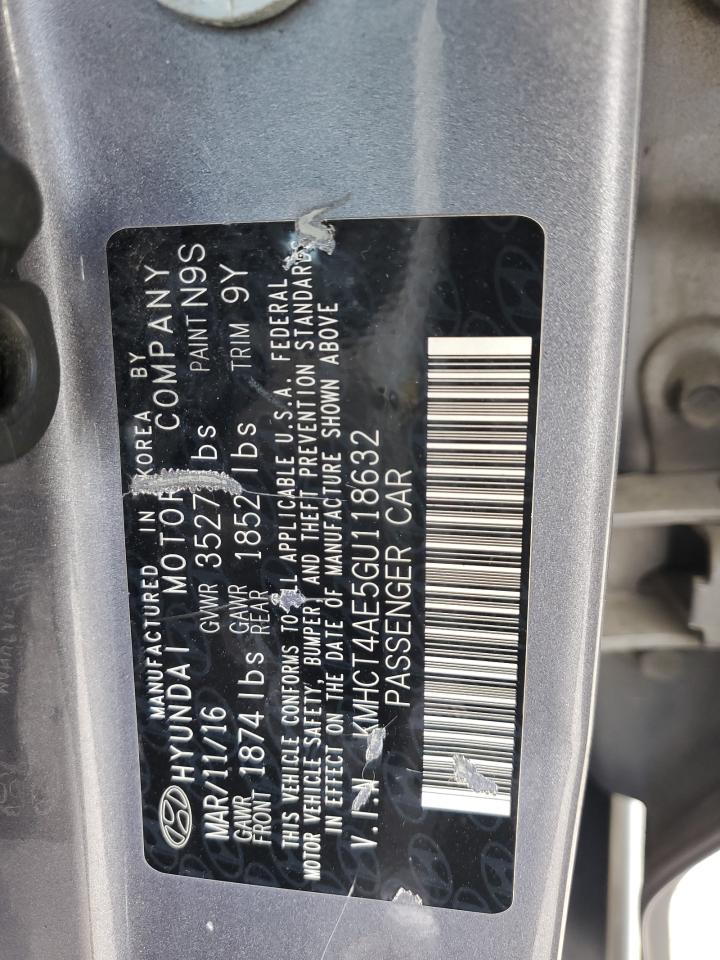 MANUFACTURED IN KOREA BY
HYUNDAI MOTOR COMPANY
MAR/11/16 GVWR 3527 lbs PAINT N9S
GAWR FRONT 1874 lbs GAWR REAR 1852 lbs TRIM 9Y
THIS VEHICLE CONFORMS TO ALL APPLICABLE U.S.A. FEDERAL
MOTOR VEHICLE SAFETY, BUMPER, AND THEFT PREVENTION STANDARDS
IN EFFECT ON THE DATE OF MANUFACTURE SHOWN ABOVE
V.I.N KMHCT4AE5GU118632
PASSENGER CAR